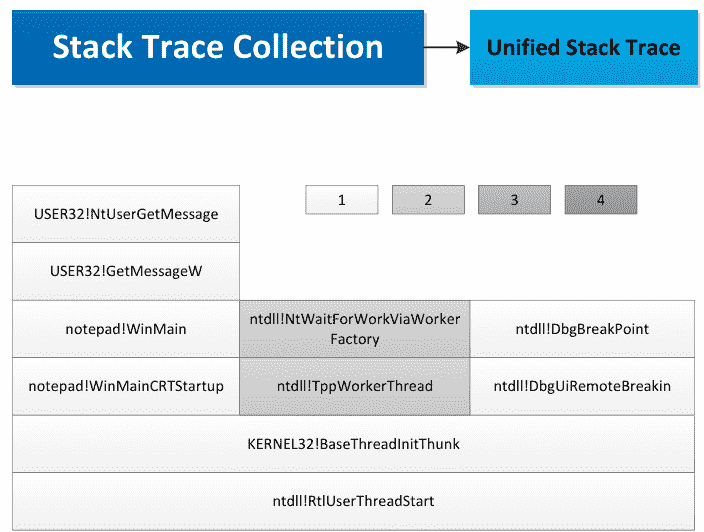 Stack Trace Collection
Unified Stack Trace
1
2
3
4
USER32!NtUserGetMessage
USER32!GetMessageW
notepad!WinMain
ntdll!NtWaitForWorkViaWorker
Factory
ntdll!DbgBreakPoint
notepad!WinMainCRTStartup
ntdll!TppWorkerThread
ntdll!DbgUiRemoteBreakin
KERNEL32!BaseThreadInitThunk
ntdll!RtlUserThreadStart